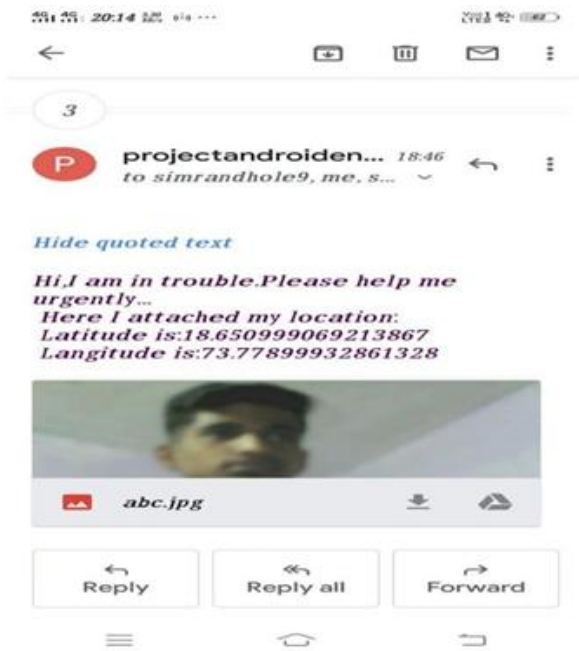 20:14
3
P
projectandroiden... 18:46
to simrandhole9, me, s...
Hide quoted text
Hi,I am in trouble.Please help me
urgently...
Here I attached my location:
Latitude is:18.650999069213867
Langitude is:73.77899932861328
abc.jpg
Reply
Reply all
Forward